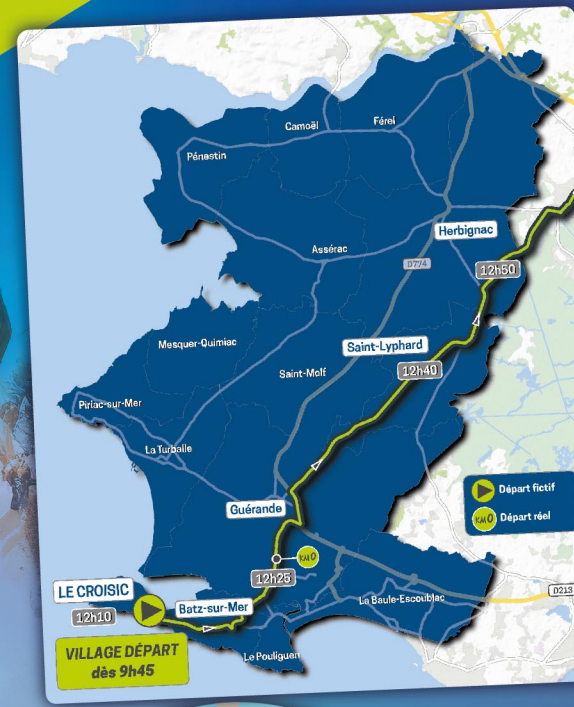 Camoël
Férel
Pénestin
Herbignac
Assérac
D774
12h50
Mesquer-Quimiac
Saint-Lyphard
Saint-Molf
12h40
Piriac-sur-Mer
La Turballe
Départ fictif
Guérande
KM0 Départ réel
KM0
12h25
LE CROISIC
D213
12h10
Batz-sur-Mer
La Baule-Escoublac
VILLAGE DÉPART
dès 9h45
Le Pouliguen